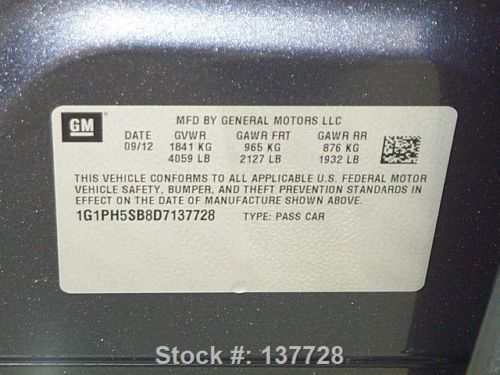 GM MFD BY GENERAL MOTORS LLC
DATE GVWR GAWR FRT GAWR RR
09/12 1841 KG 965 KG 876 KG
4059 LB 2127 LB 1932 LB
THIS VEHICLE CONFORMS TO ALL APPLICABLE U.S. FEDERAL MOTOR
VEHICLE SAFETY, BUMPER, AND THEFT PREVENTION STANDARDS IN
EFFECT ON THE DATE OF MANUFACTURE SHOWN ABOVE.
1G1PH5SB8D7137728 TYPE: PASS CAR
Stock #: 137728